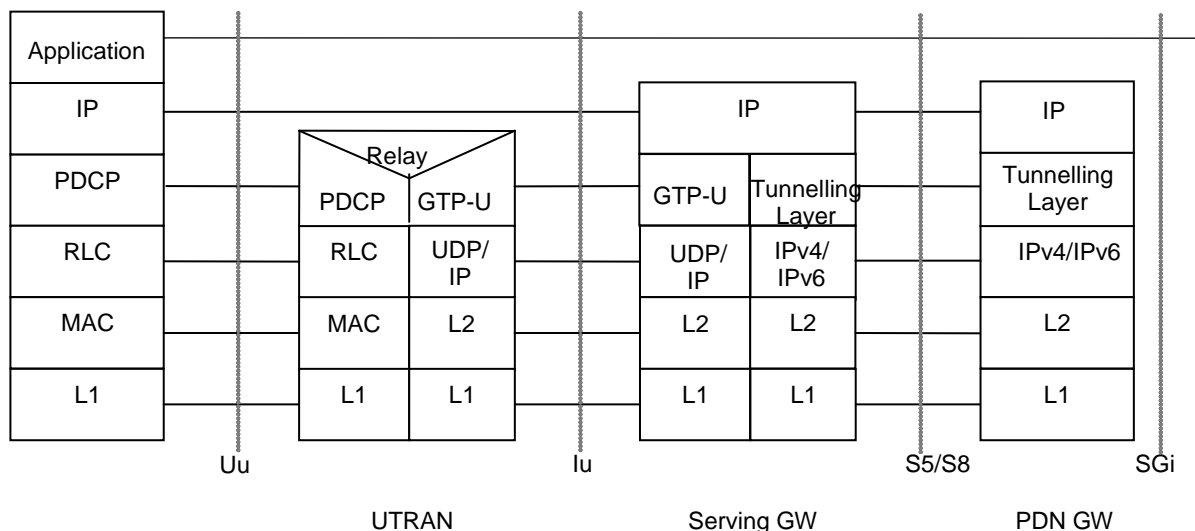 Application
IP
PDCP
RLC
MAC
L1
Relay
PDCP
GTP-U
RLC
UDP/
IP
MAC
L2
L1
L1
IP
GTP-U
Tunnelling
Layer
UDP/
IP
IPv4/
IPv6
L2
L2
L1
L1
IP
Tunnelling
Layer
IPv4/IPv6
L2
L1
Uu
Iu
S5/S8
SGi
UTRAN
Serving GW
PDN GW